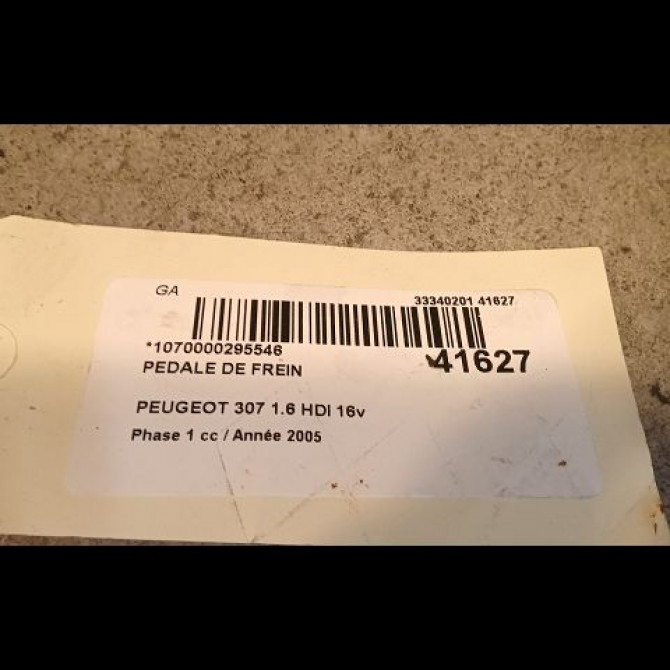 GA
33340201 41627
*1070000295546
41627
PEDALE DE FREIN
PEUGEOT 307 1.6 HDI 16v
Phase 1 cc / Année 2005